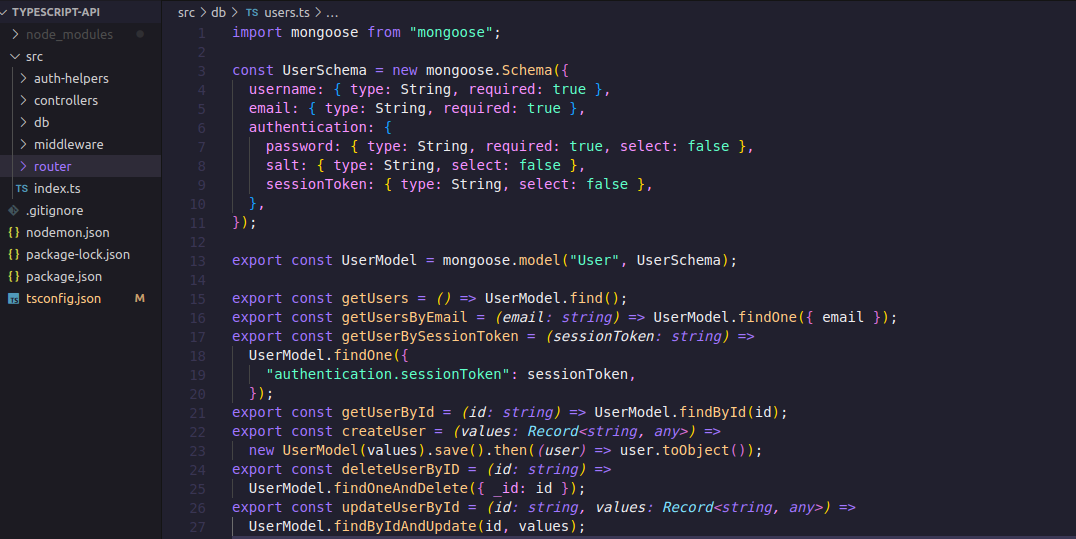 TYPESCRIPT-API
node_modules
src
auth-helpers
controllers
db
middleware
router
TS index.ts
.gitignore
{} nodemon.json
{} package-lock.json
{} package.json
TS tsconfig.json M
src > db > TS users.ts > ...
1 import mongoose from "mongoose";
2
3 const UserSchema = new mongoose.Schema({
4 username: { type: String, required: true },
5 email: { type: String, required: true },
6 authentication: {
7 password: { type: String, required: true, select: false },
8 salt: { type: String, select: false },
9 sessionToken: { type: String, select: false },
10 },
11 });
12
13 export const UserModel = mongoose.model("User", UserSchema);
14
15 export const getUsers = () => UserModel.find();
16 export const getUsersByEmail = (email: string) => UserModel.findOne({ email });
17 export const getUserBySessionToken = (sessionToken: string) =>
18 UserModel.findOne({
19 "authentication.sessionToken": sessionToken,
20 });
21 export const getUserById = (id: string) => UserModel.findById(id);
22 export const createUser = (values: Record<string, any>) =>
23 new UserModel(values).save().then((user) => user.toObject());
24 export const deleteUserByID = (id: string) =>
25 UserModel.findOneAndDelete({ _id: id });
26 export const updateUserById = (id: string, values: Record<string, any>) =>
27 UserModel.findByIdAndUpdate(id, values);